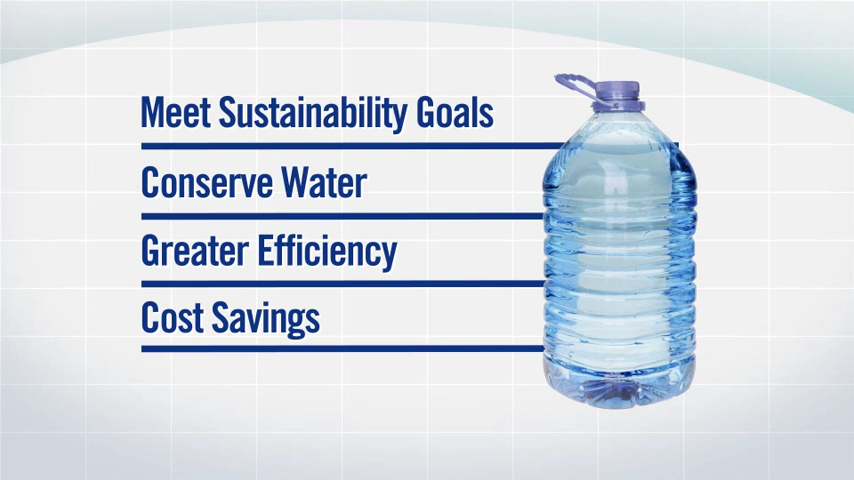 Meet Sustainability Goals
Conserve Water
Greater Efficiency
Cost Savings